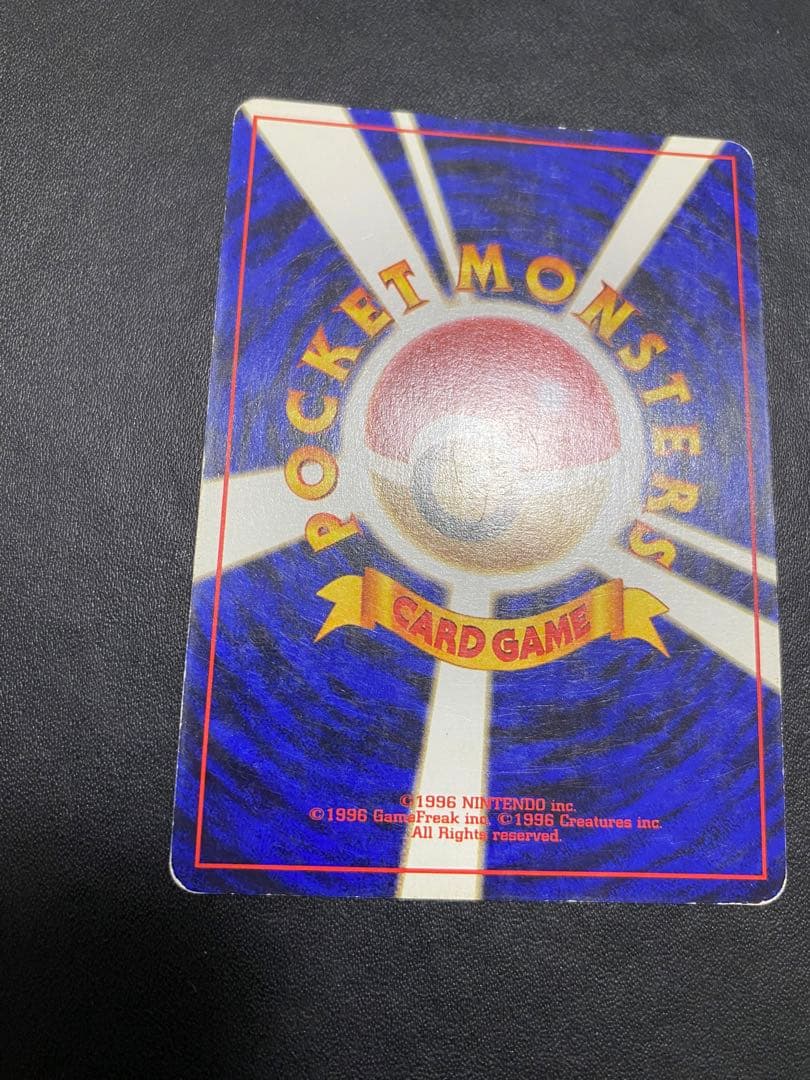 POCKET MONSTERS
CARD GAME
©1996 NINTENDO inc.
©1996 GameFreak inc. ©1996 Creatures inc.
All Rights reserved.